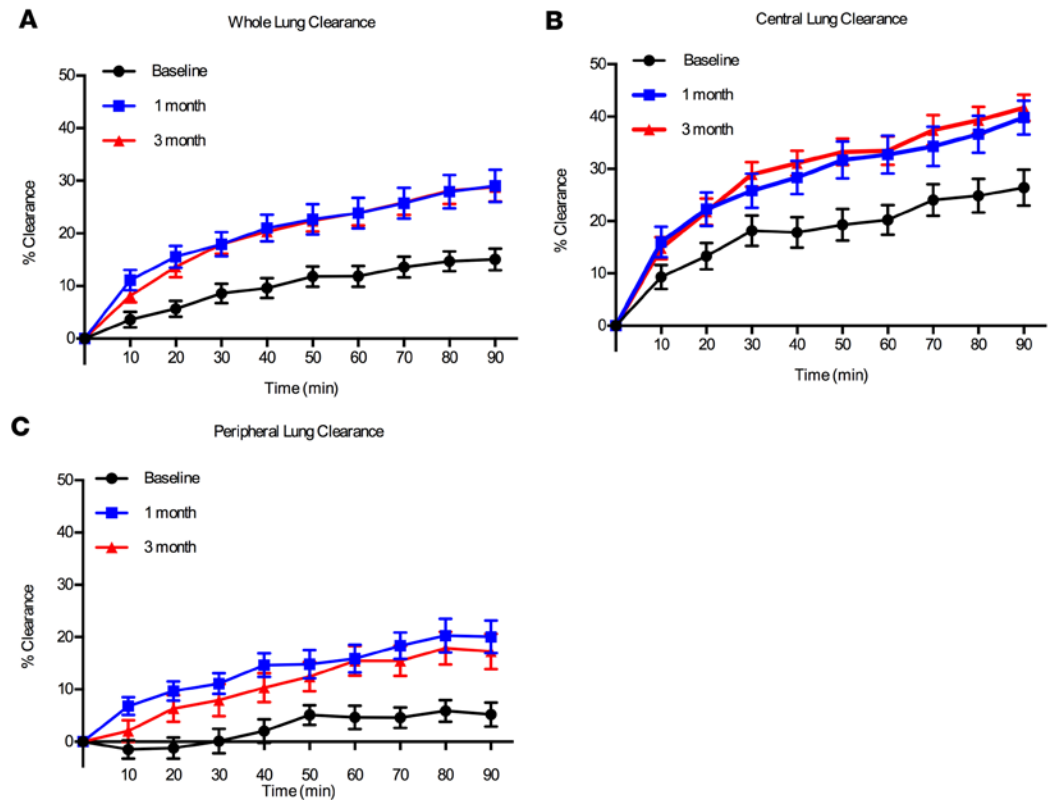 A
Whole Lung Clearance
Baseline
1 month
3 month
50
40
30
20
10
0
% Clearance
10 20 30 40 50 60 70 80 90
Time (min)
B
Central Lung Clearance
Baseline
1 month
3 month
50
40
30
20
10
0
% Clearance
10 20 30 40 50 60 70 80 90
Time (min)
C
Peripheral Lung Clearance
Baseline
1 month
3 month
50
40
30
20
10
0
% Clearance
10 20 30 40 50 60 70 80 90
Time (min)